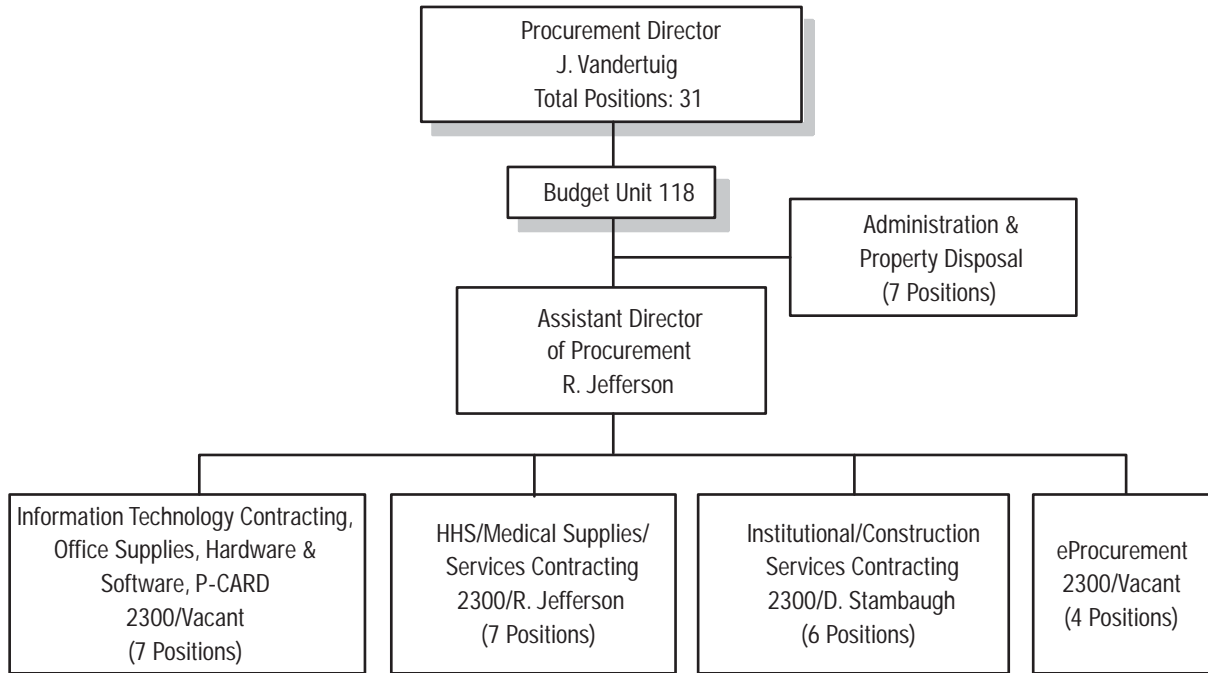 Procurement Director
J. Vandertuig
Total Positions: 31
Budget Unit 118
Administration &
Property Disposal
(7 Positions)
Assistant Director
of Procurement
R. Jefferson
Information Technology Contracting,
Office Supplies, Hardware &
Software, P-CARD
2300/Vacant
(7 Positions)
HHS/Medical Supplies/
Services Contracting
2300/R. Jefferson
(7 Positions)
Institutional/Construction
Services Contracting
2300/D. Stambaugh
(6 Positions)
eProcurement
2300/Vacant
(4 Positions)